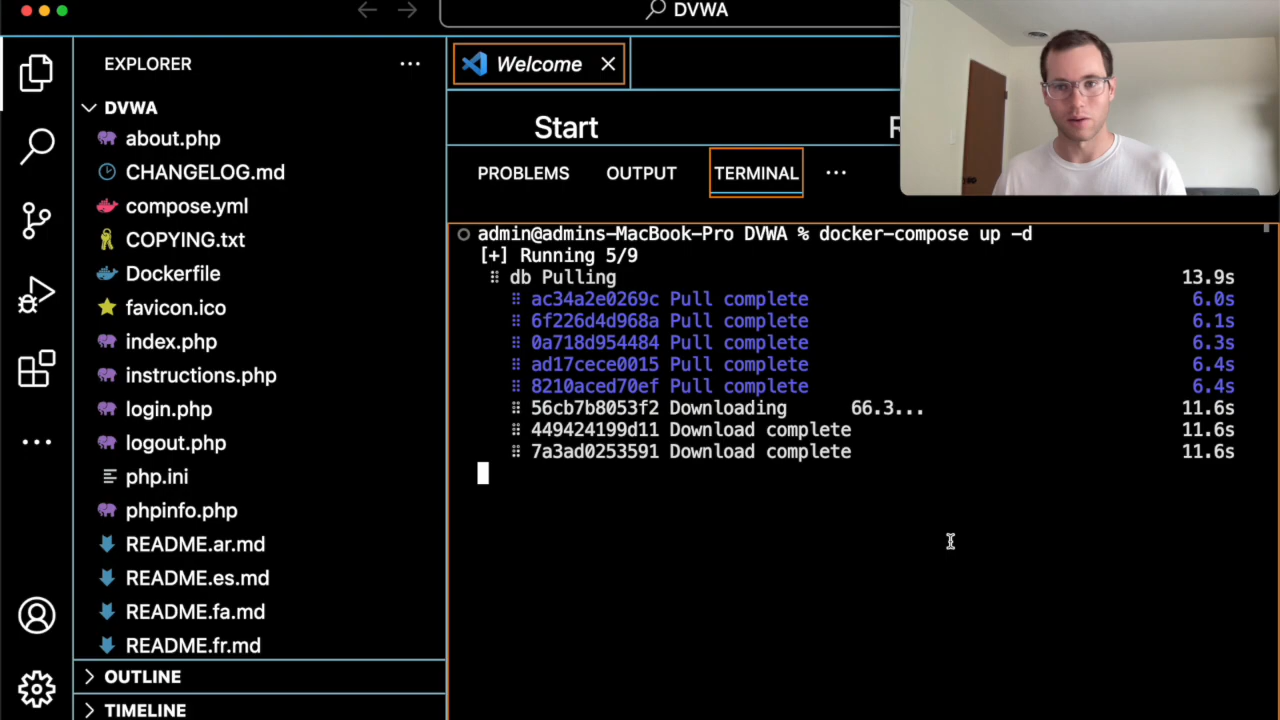 DVWA
EXPLORER
DVWA
about.php
CHANGELOG.md
compose.yml
COPYING.txt
Dockerfile
favicon.ico
index.php
instructions.php
login.php
logout.php
php.ini
phpinfo.php
README.ar.md
README.es.md
README.fa.md
README.fr.md
OUTLINE
TIMELINE
Welcome
Start
R
PROBLEMS OUTPUT TERMINAL ...
admin@admins-MacBook-Pro DVWA % docker-compose up -d
[+] Running 5/9
db Pulling 13.9s
ac34a2e0269c Pull complete 6.0s
6f226d4d968a Pull complete 6.1s
0a718d954484 Pull complete 6.3s
ad17cece0015 Pull complete 6.4s
8210aced70ef Pull complete 6.4s
56cb7b8053f2 Downloading 66.3... 11.6s
449424199d11 Download complete 11.6s
7a3ad0253591 Download complete 11.6s